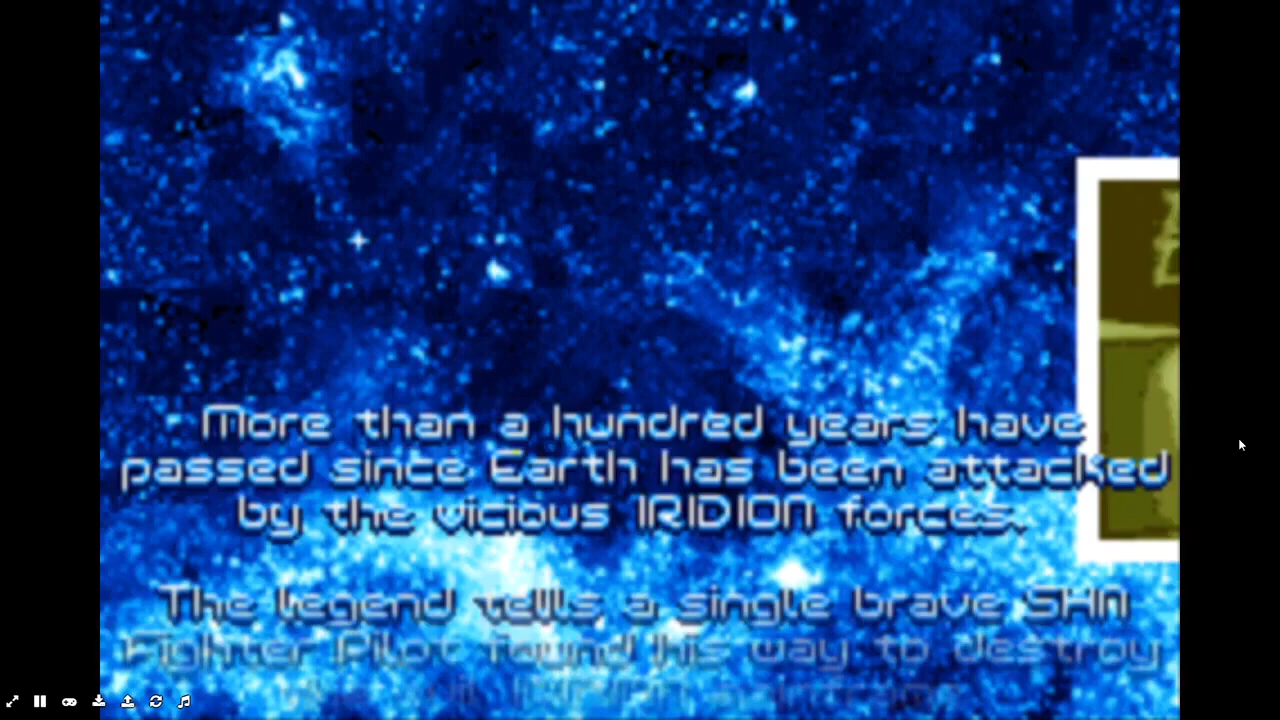 More than a hundred years have
passed since Earth has been attacked
by the vicious IRIDION forces.
The legend tells a single brave SHN
Fighter Pilot found his way to destroy
IRIDION